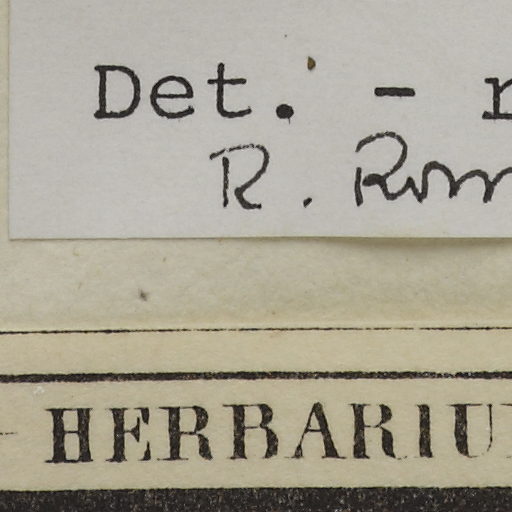 Det. -
R.
HERBARIU